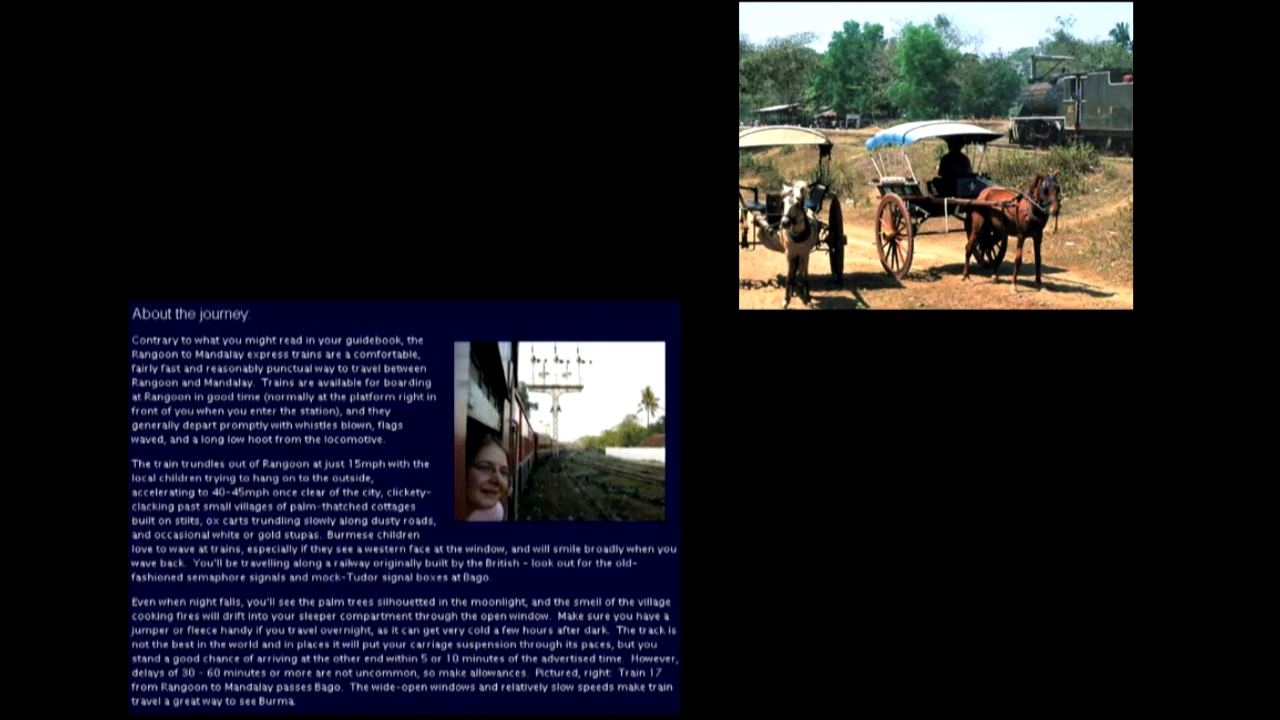 About the journey
Contrary to what you might read in your guidebook, the
Rangoon to Mandalay express trains are a comfortable,
fairly fast and reasonably punctual way to travel between
Rangoon and Mandalay. Trains are available for boarding
at Rangoon in good time (normally at the platform right in
front of you when you enter the station), and they
generally depart promptly with whistles blown, flags
waved, and a long low hoot from the locomotive.
The train trundles out of Rangoon at just 15mph with the
local children trying to hang on to the outside,
accelerating to 40-45mph once clear of the city, clickety-
clacking past small villages of palm-thatched cottages
built on stilts, ox carts trundling slowly along dusty roads,
and occasional white or gold stupas. Burmese children
love to wave at trains, especially if they see a western face at the window, and will smile broadly when you
wave back. You'll be travelling along a railway originally built by the British - look out for the old-
fashioned semaphore signals and mock-Tudor signal boxes at Bago.
Even when night falls, you'll see the palm trees silhouetted in the moonlight, and the smell of the village
cooking fires will drift into your sleeper compartment through the open window. Make sure you have a
jumper or fleece handy if you travel overnight, as it can get very cold a few hours after dark. The track is
not the best in the world and in places it will put your carriage suspension through its paces, but you
stand a good chance of arriving at the other end within 5 or 10 minutes of the advertised time. However,
delays of 30 - 60 minutes or more are not uncommon, so make allowances. Pictured, right: Train 17
from Rangoon to Mandalay passes Bago. The wide-open windows and relatively slow speeds make train
travel a great way to see Burma.